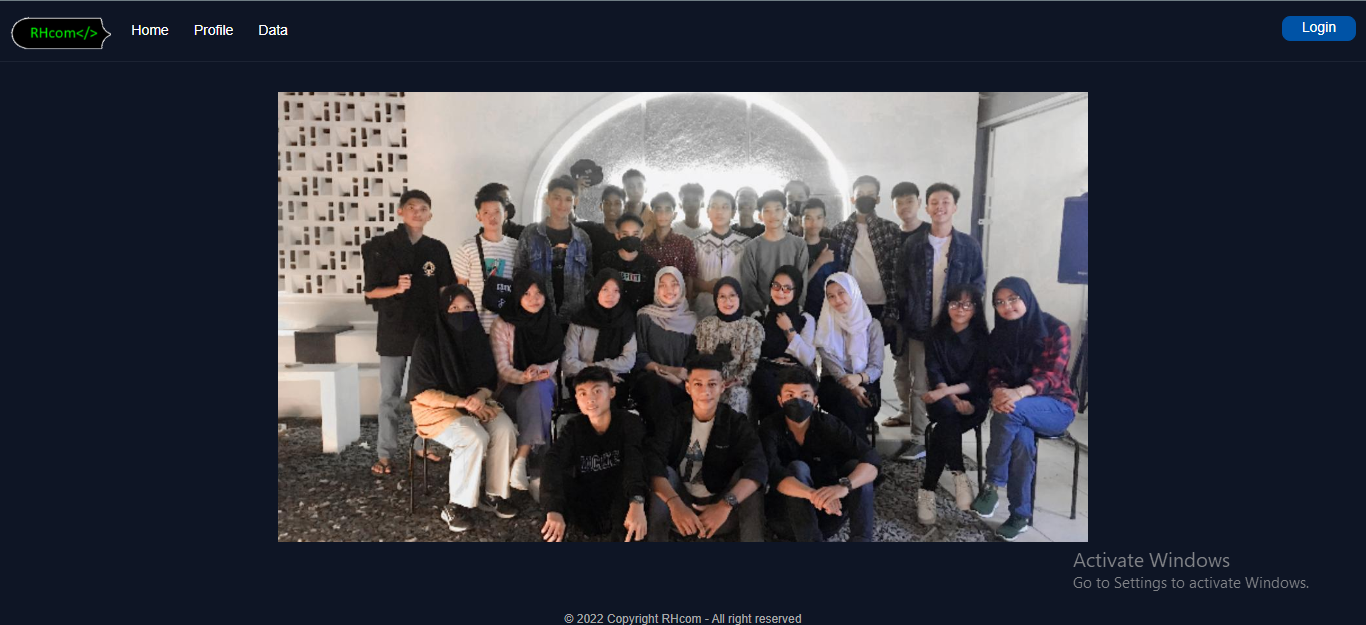 RHcom</>
Home
Profile
Data
Login
Activate Windows
Go to Settings to activate Windows.
© 2022 Copyright RHcom - All right reserved